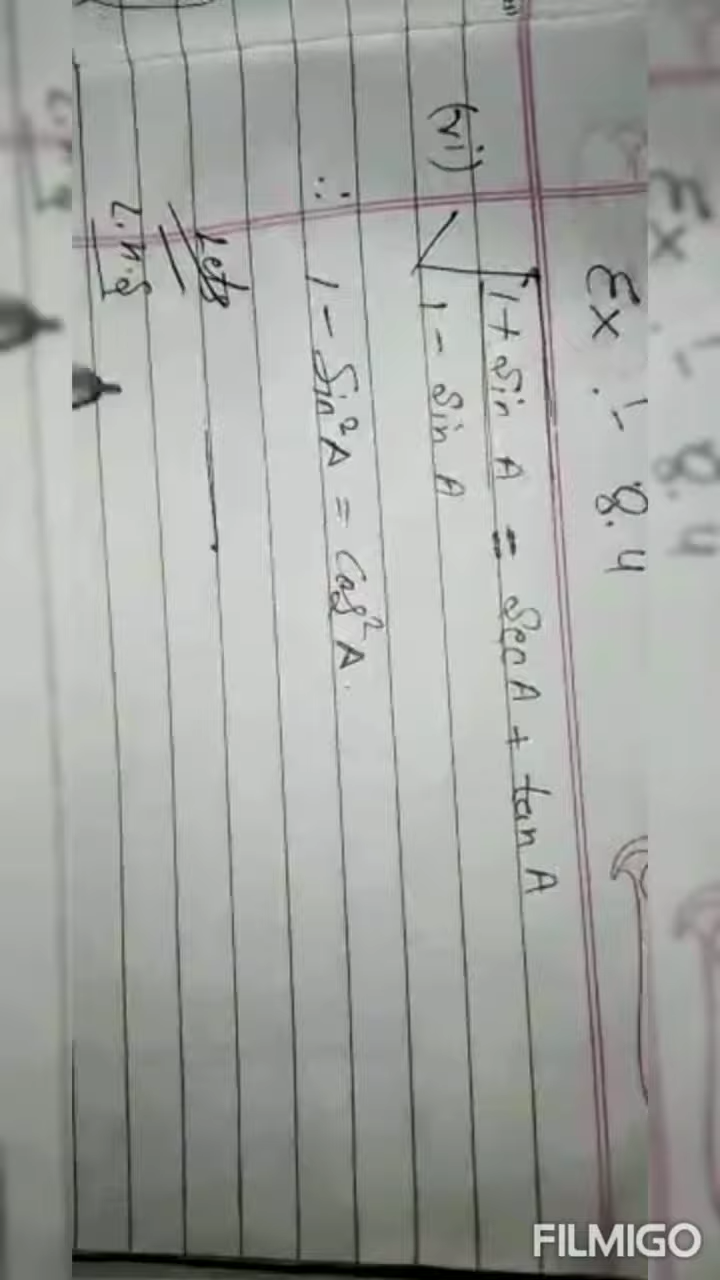 Ex :- 8.4
(vi) √1 + Sin A / 1 - Sin A = Sec A + tan A
∴ 1 - Sin²A = Cos²A.
L.H.S
FILMIGO